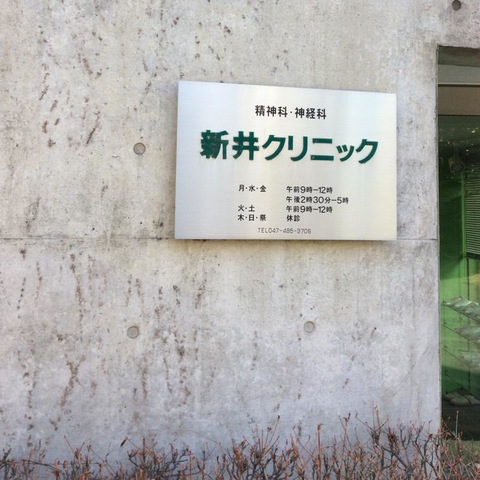 精神科・神経科
新井クリニック
月・水・金 午前9時－12時
午後2時30分－5時
火・土 午前9時－12時
木・日・祭 休診
TEL047-485-3706